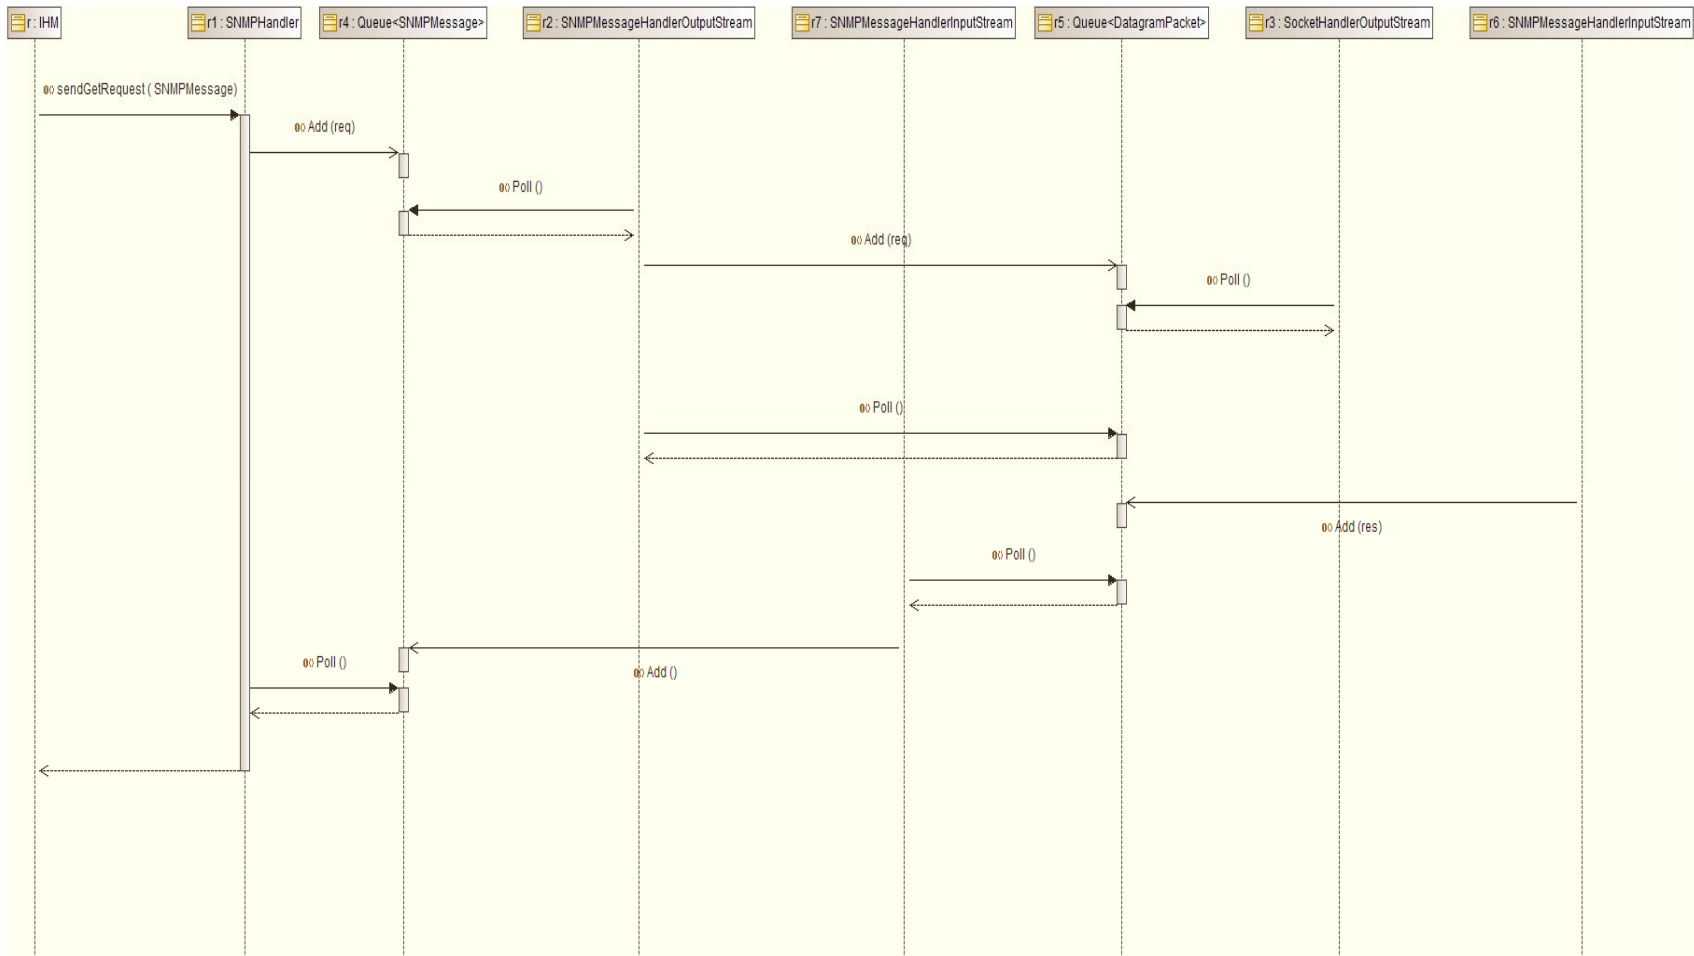 r : IHM
r1 : SNMPHandler
r4 : Queue<SNMPMessage>
r2 : SNMPMessageHandlerOutputStream
r7 : SNMPMessageHandlerInputStream
r5 : Queue<DatagramPacket>
r3 : SocketHandlerOutputStream
r6 : SNMPMessageHandlerInputStream
sendGetRequest ( SNMPMessage)
Add (req)
Poll ()
Add (req)
Poll ()
Poll ()
Add (res)
Poll ()
Poll ()
Add ()